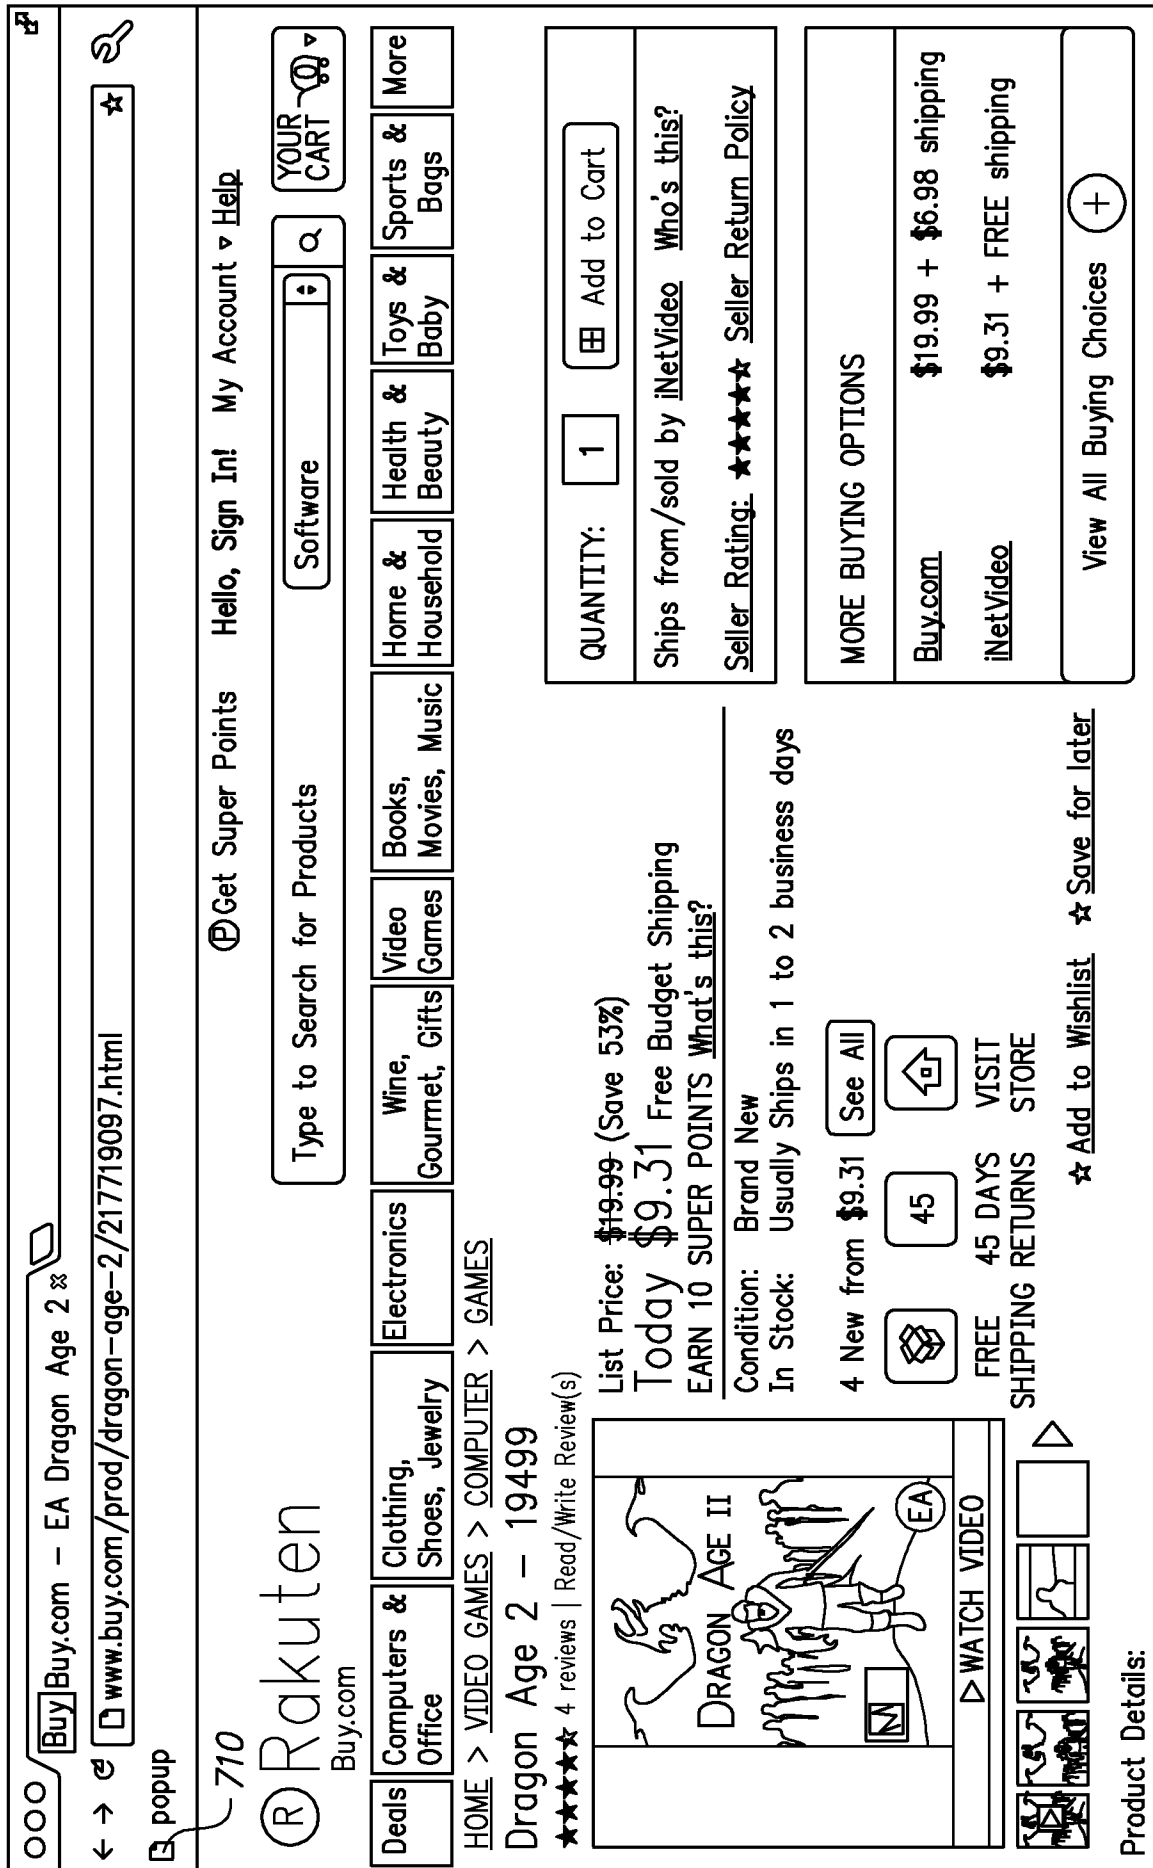 Buy Buy.com – EA Dragon Age 2
www.buy.com/prod/dragon-age-2/217719097.html
popup
710
R Rakuten
Buy.com
P Get Super Points Hello, Sign In! My Account Help
Type to Search for Products Software
YOUR
CART
Deals
Computers &
Office
Clothing,
Shoes, Jewelry
Electronics
Wine,
Gourmet, Gifts
Video
Games
Books,
Movies, Music
Home &
Household
Health &
Beauty
Toys &
Baby
Sports &
Bags
More
HOME > VIDEO GAMES > COMPUTER > GAMES
Dragon Age 2 – 19499
★★★★☆ 4 reviews | Read/Write Review(s)
DRAGON AGE II
M
EA
WATCH VIDEO
Product Details:
List Price: $19.99 (Save 53%)
Today $9.31 Free Budget Shipping
EARN 10 SUPER POINTS What's this?
Condition: Brand New
In Stock: Usually Ships in 1 to 2 business days
4 New from $9.31 See All
45
FREE
SHIPPING
45 DAYS
RETURNS
VISIT
STORE
☆ Add to Wishlist ☆ Save for later
QUANTITY: 1 Add to Cart
Ships from/sold by iNetVideo Who's this?
Seller Rating: ★★★★☆ Seller Return Policy
MORE BUYING OPTIONS
Buy.com $19.99 + $6.98 shipping
iNetVideo $9.31 + FREE shipping
View All Buying Choices +